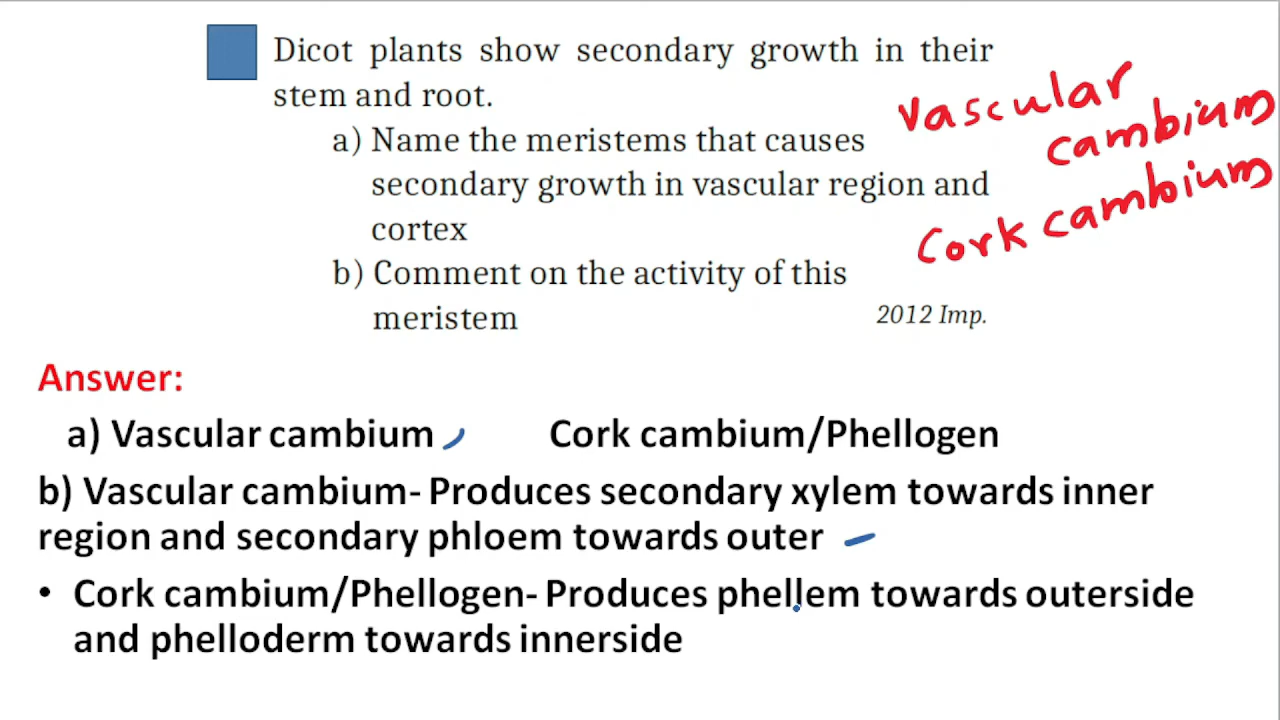 Dicot plants show secondary growth in their
stem and root.
a) Name the meristems that causes
secondary growth in vascular region and
cortex
b) Comment on the activity of this
meristem
2012 Imp.
Vascular
cambium
Cork cambium
Answer:
a) Vascular cambium Cork cambium/Phellogen
b) Vascular cambium- Produces secondary xylem towards inner
region and secondary phloem towards outer
• Cork cambium/Phellogen- Produces phellem towards outerside
and phelloderm towards innerside